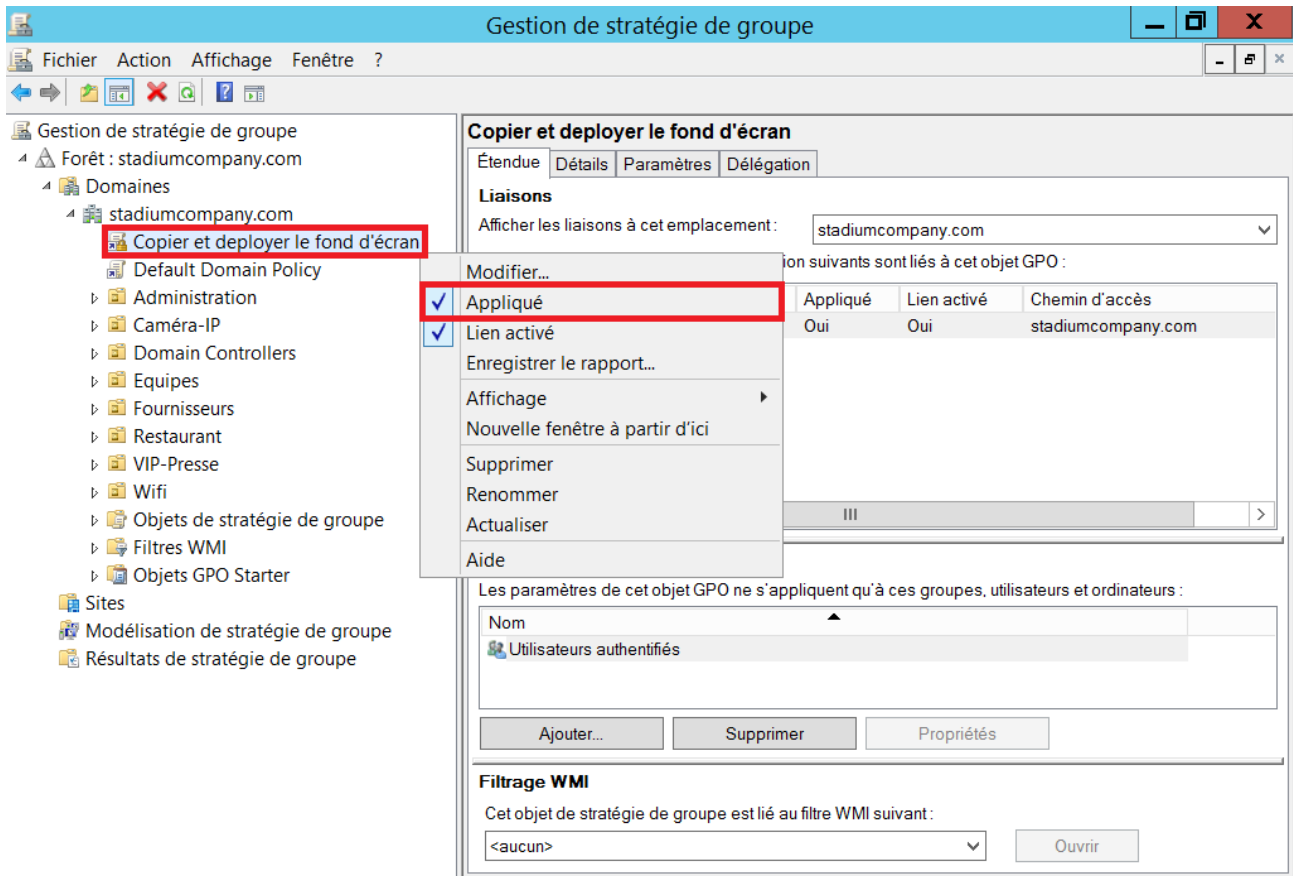 Gestion de stratégie de groupe
Fichier Action Affichage Fenêtre ?
Gestion de stratégie de groupe
Forêt : stadiumcompany.com
Domaines
stadiumcompany.com
Copier et deployer le fond d'écran
Default Domain Policy
Administration
Caméra-IP
Domain Controllers
Equipes
Fournisseurs
Restaurant
VIP-Presse
Wifi
Objets de stratégie de groupe
Filtres WMI
Objets GPO Starter
Sites
Modélisation de stratégie de groupe
Résultats de stratégie de groupe
Modifier...
Appliqué
Lien activé
Enregistrer le rapport...
Affichage
Nouvelle fenêtre à partir d'ici
Supprimer
Renommer
Actualiser
Aide
Copier et deployer le fond d'écran
Étendue Détails Paramètres Délégation
Liaisons
Afficher les liaisons à cet emplacement : stadiumcompany.com
suivants sont liés à cet objet GPO :
Appliqué Lien activé Chemin d'accès
Oui Oui stadiumcompany.com
Les paramètres de cet objet GPO ne s'appliquent qu'à ces groupes, utilisateurs et ordinateurs :
Nom
Utilisateurs authentifiés
Ajouter... Supprimer Propriétés
Filtrage WMI
Cet objet de stratégie de groupe est lié au filtre WMI suivant :
<aucun> Ouvrir